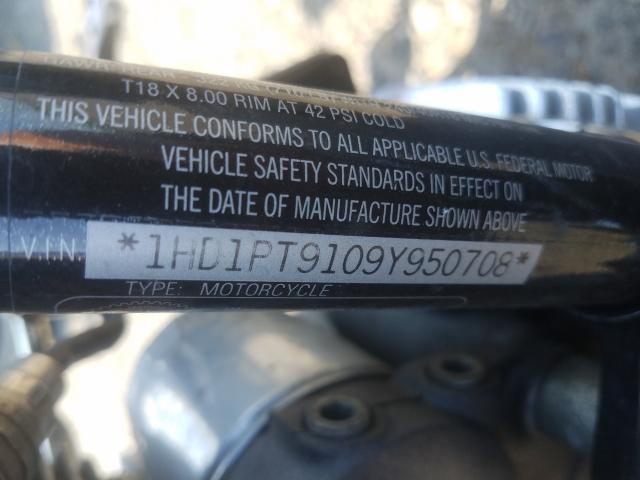 T18 X 8.00 RIM AT 42 PSI COLD
THIS VEHICLE CONFORMS TO ALL APPLICABLE U.S. FEDERAL MOTOR
VEHICLE SAFETY STANDARDS IN EFFECT ON
THE DATE OF MANUFACTURE SHOWN ABOVE
V.I.N. *1HD1PT9109Y950708*
TYPE: MOTORCYCLE